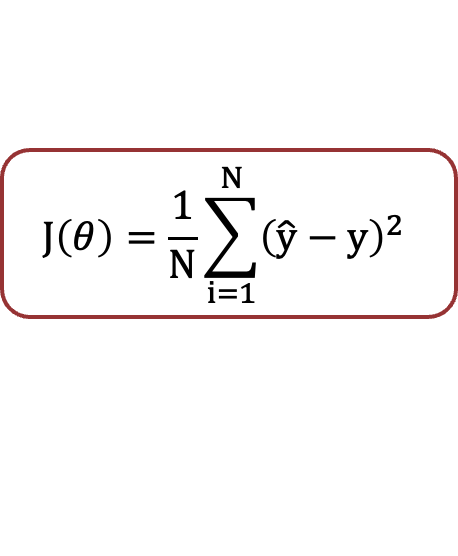 J(θ) = 1/N ∑_{i=1}^{N} (ŷ − y)²